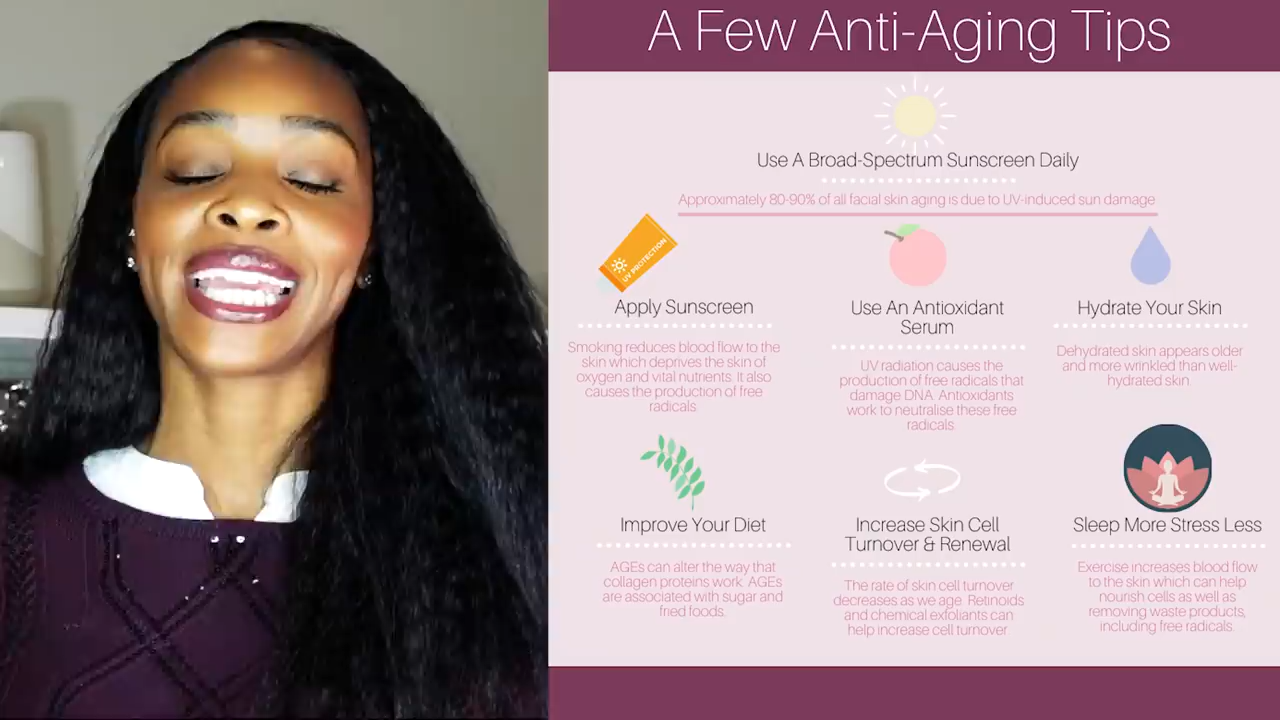 A Few Anti-Aging Tips
Use A Broad-Spectrum Sunscreen Daily
Approximately 80-90% of all facial skin aging is due to UV-induced sun damage
UV PROTECTION
Apply Sunscreen
Smoking reduces blood flow to the
skin which deprives the skin of
oxygen and vital nutrients. It also
causes the production of free
radicals.
Use An Antioxidant
Serum
UV radiation causes the
production of free radicals that
damage DNA. Antioxidants
work to neutralise these free
radicals.
Hydrate Your Skin
Dehydrated skin appears older
and more wrinkled than well-
hydrated skin.
Improve Your Diet
AGEs can alter the way that
collagen proteins work. AGEs
are associated with sugar and
fried foods.
Increase Skin Cell
Turnover & Renewal
The rate of skin cell turnover
decreases as we age. Retinoids
and chemical exfoliants can
help increase cell turnover
Sleep More Stress Less
Exercise increases blood flow
to the skin which can help
nourish cells as well as
removing waste products,
including free radicals.